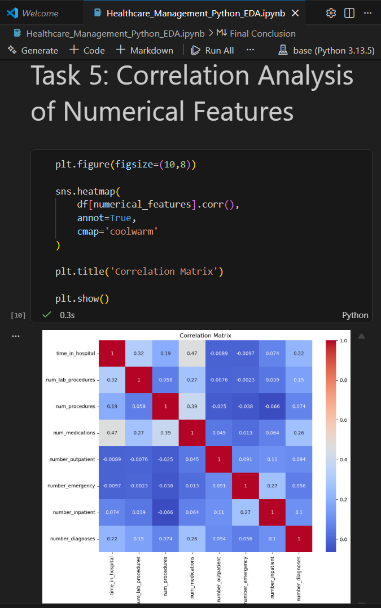 Welcome
Healthcare_Management_Python_EDA.ipynb
Healthcare_Management_Python_EDA.ipynb > M↓ Final Conclusion
Generate + Code + Markdown Run All ... base (Python 3.13.5)
Task 5: Correlation Analysis
of Numerical Features
plt.figure(figsize=(10,8))
sns.heatmap(
df[numerical_features].corr(),
annot=True,
cmap='coolwarm'
)
plt.title('Correlation Matrix')
plt.show()
[10] 0.3s Python
...
Correlation Matrix
time_in_hospital 1 0.32 0.19 0.47 -0.0089 -0.0097 0.074 0.22
num_lab_procedures 0.32 1 0.058 0.27 -0.0076 -0.0023 0.039 0.15
num_procedures 0.19 0.058 1 0.39 -0.025 -0.038 -0.066 0.074
num_medications 0.47 0.27 0.39 1 0.045 0.013 0.064 0.26
number_outpatient -0.0089 -0.0076 -0.025 0.045 1 0.091 0.11 0.094
number_emergency -0.0097 -0.0023 -0.038 0.013 0.091 1 0.27
number_inpatient 0.074 0.039 -0.066 0.064 0.11 0.27 1 0.1
number_diagnoses 0.22 0.15 0.074 0.26 0.094 0.1 1
time_in_hospital
num_lab_procedures
num_procedures
num_medications
number_outpatient
number_emergency
number_inpatient
number_diagnoses
1.0
0.8
0.6
0.4
0.2
0.0